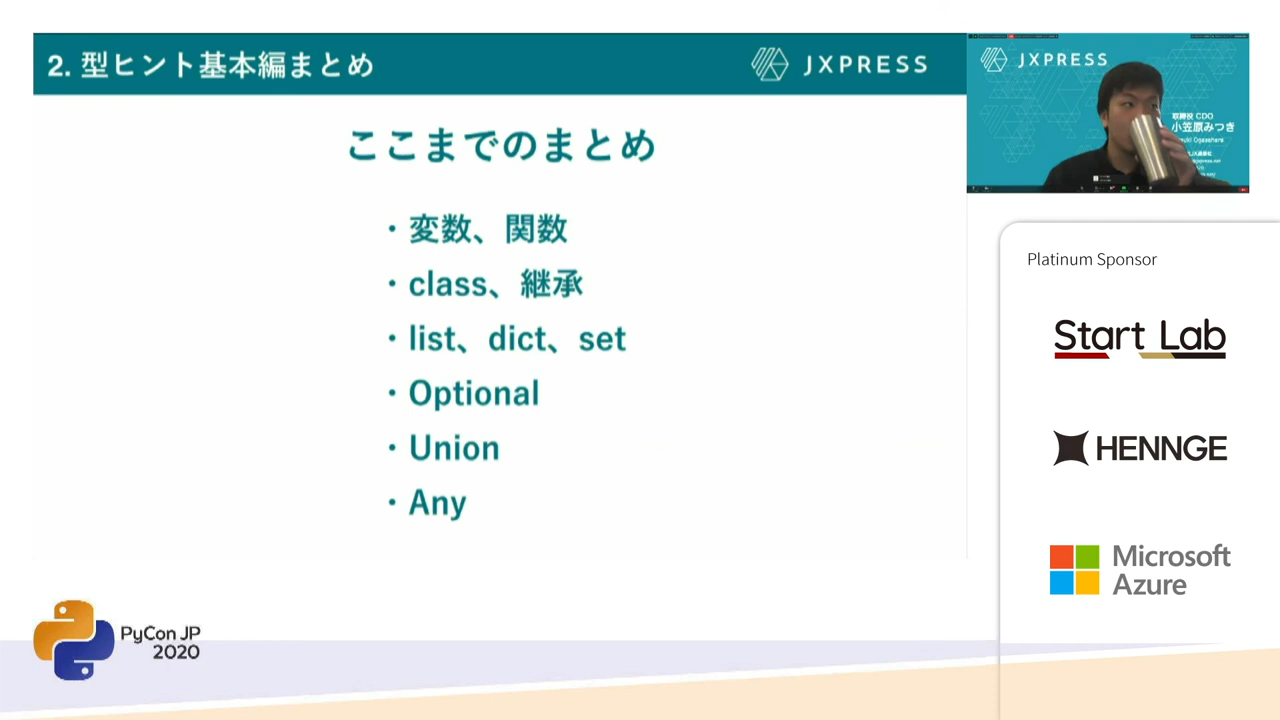 2. 型ヒント基本編まとめ
JXPRESS
ここまでのまとめ
・変数、関数
・class、継承
・list、dict、set
・Optional
・Union
・Any
JXPRESS
取締役 CDO
小笠原みつき
Platinum Sponsor
Start Lab
HENNGE
Microsoft
Azure
PyCon JP
2020